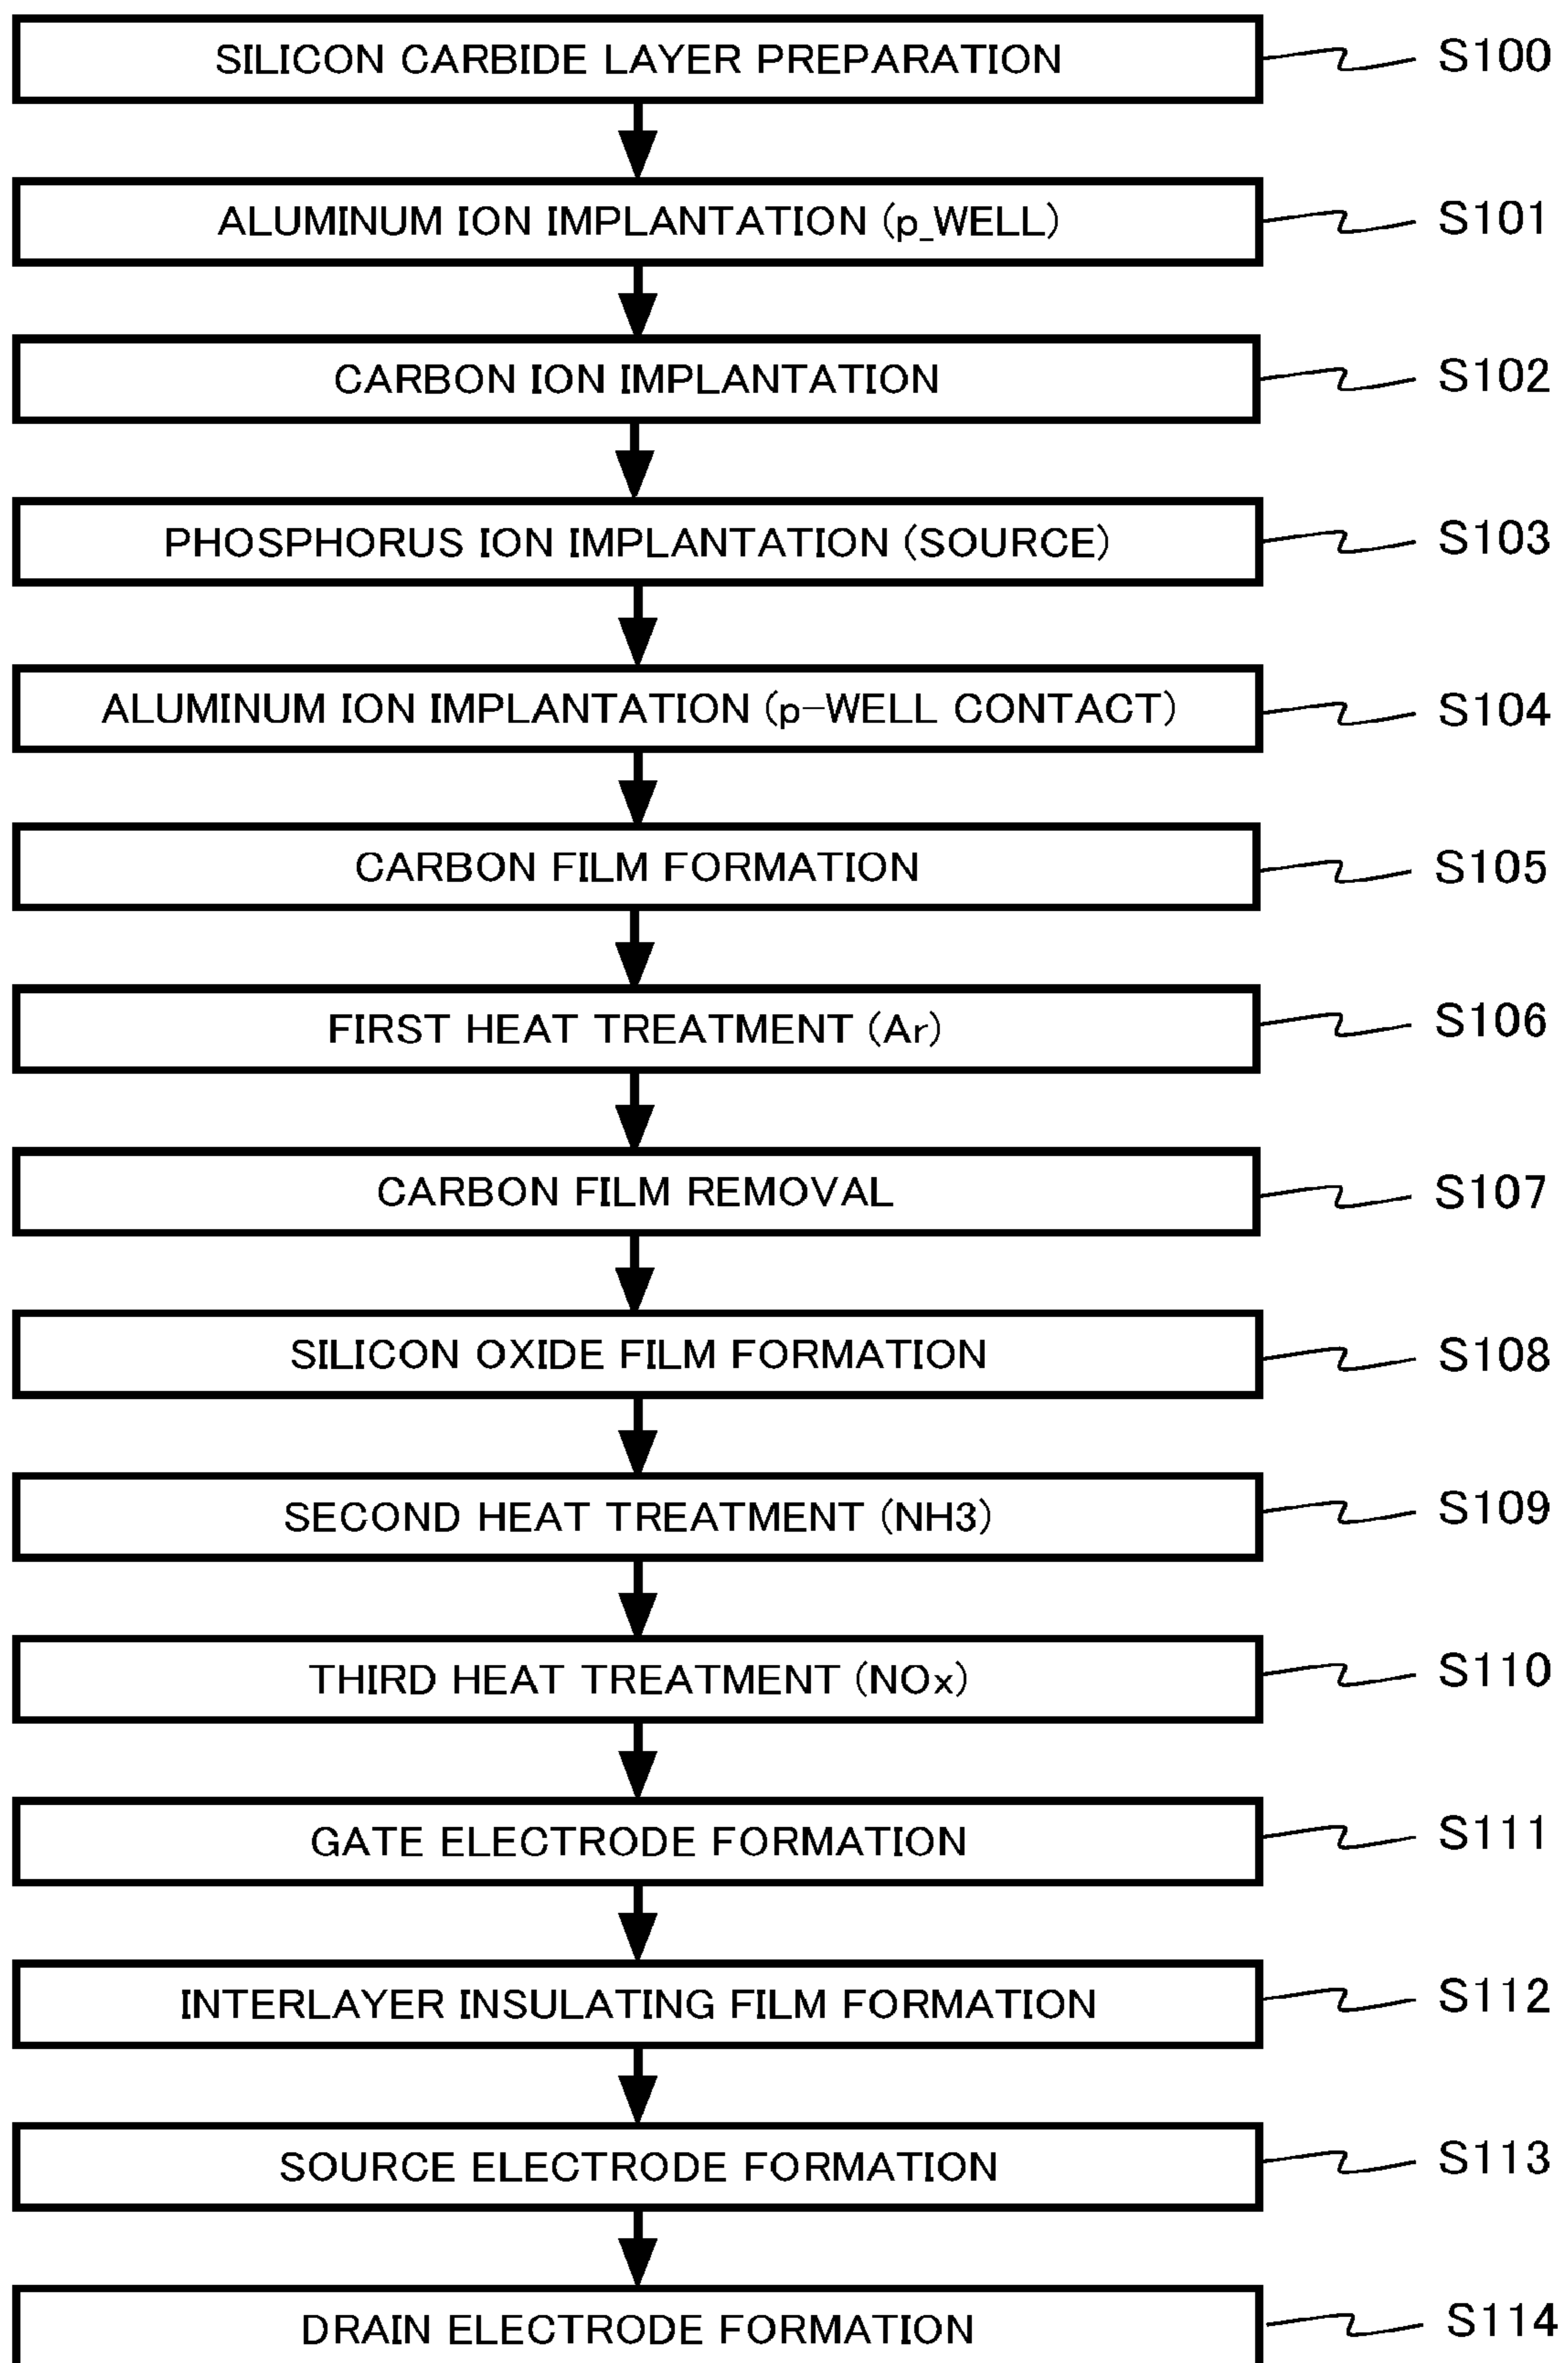 SILICON CARBIDE LAYER PREPARATION S100
ALUMINUM ION IMPLANTATION (p_WELL) S101
CARBON ION IMPLANTATION S102
PHOSPHORUS ION IMPLANTATION (SOURCE) S103
ALUMINUM ION IMPLANTATION (p-WELL CONTACT) S104
CARBON FILM FORMATION S105
FIRST HEAT TREATMENT (Ar) S106
CARBON FILM REMOVAL S107
SILICON OXIDE FILM FORMATION S108
SECOND HEAT TREATMENT (NH3) S109
THIRD HEAT TREATMENT (NOx) S110
GATE ELECTRODE FORMATION S111
INTERLAYER INSULATING FILM FORMATION S112
SOURCE ELECTRODE FORMATION S113
DRAIN ELECTRODE FORMATION S114